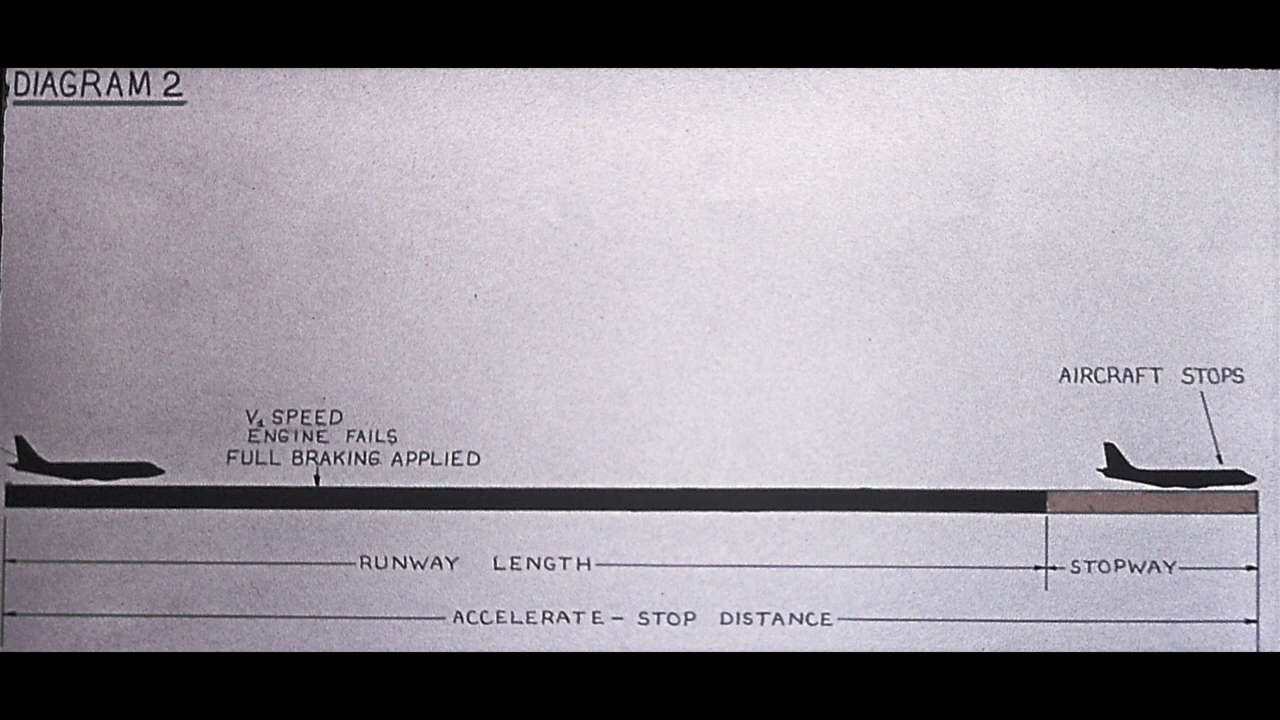 DIAGRAM 2
AIRCRAFT STOPS
V₁ SPEED
ENGINE FAILS
FULL BRAKING APPLIED
RUNWAY LENGTH
STOPWAY
ACCELERATE - STOP DISTANCE